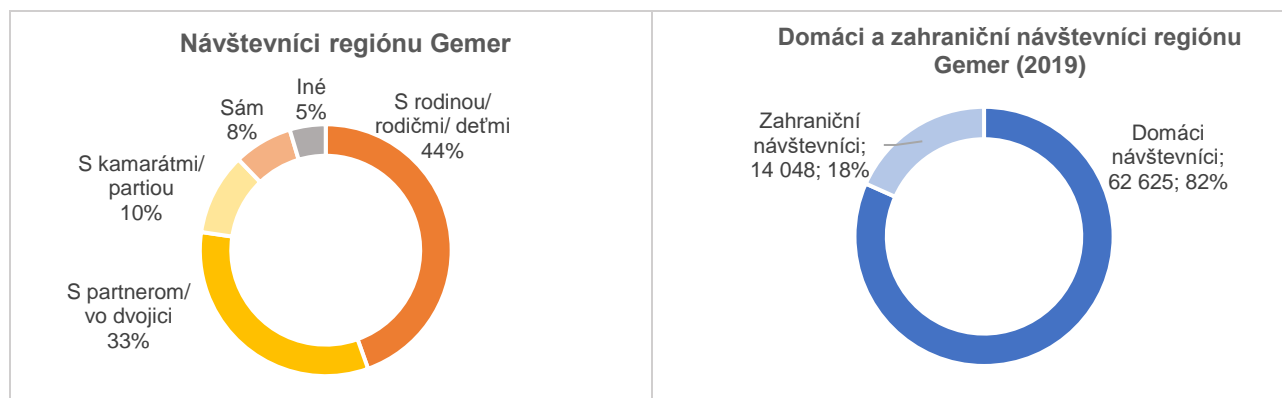 Návštevníci regiónu Gemer
Iné
5%
Sám
8%
S rodinou/
rodičmi/ deťmi
44%
S kamarátmi/
partiou
10%
S partnerom/
vo dvojici
33%
Domáci a zahraniční návštevníci regiónu
Gemer (2019)
Zahraniční
návštevníci;
14 048; 18%
Domáci
návštevníci;
62 625; 82%